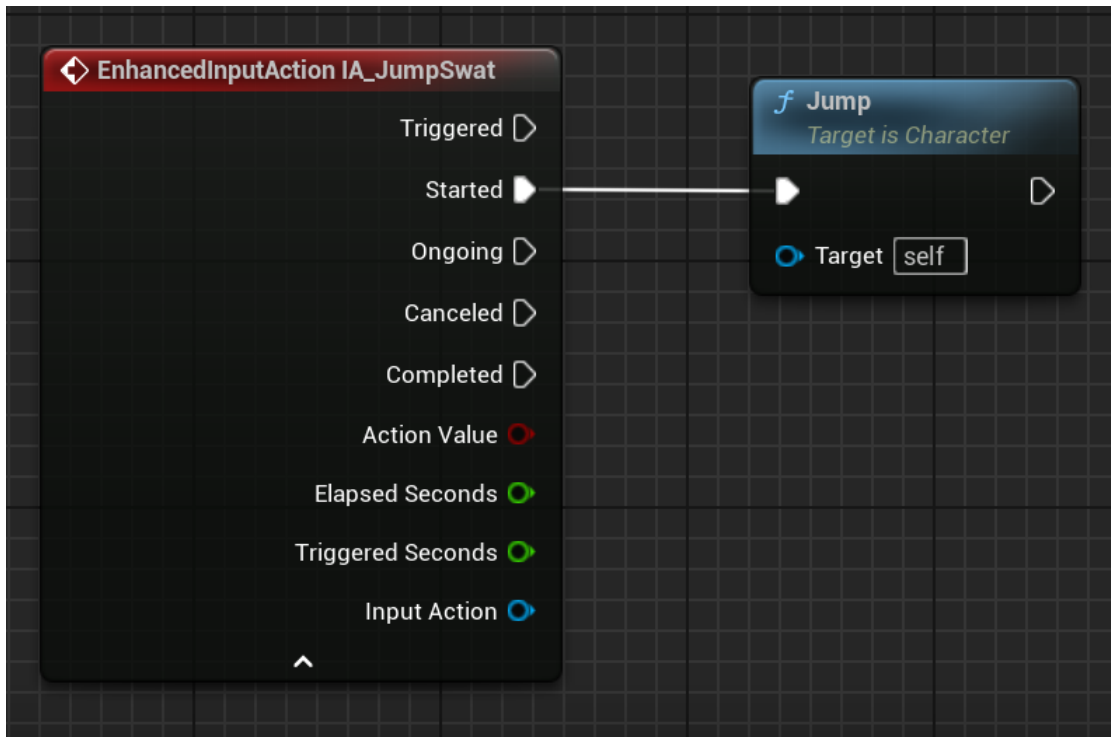 EnhancedInputAction IA_JumpSwat
Triggered
Started
Ongoing
Canceled
Completed
Action Value
Elapsed Seconds
Triggered Seconds
Input Action
f Jump
Target is Character
Target self